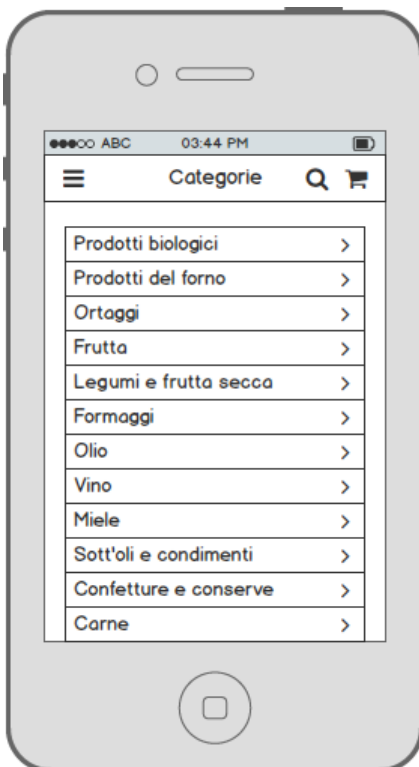 ABC 03:44 PM
Categorie
Prodotti biologici
Prodotti del forno
Ortaggi
Frutta
Legumi e frutta secca
Formaggi
Olio
Vino
Miele
Sott'oli e condimenti
Confetture e conserve
Carne